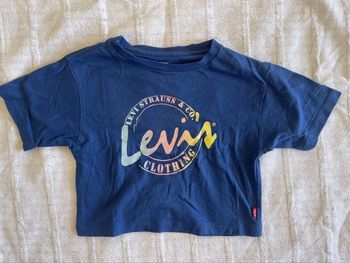 LEVI STRAUSS & CO.
Levi's®
CLOTHING